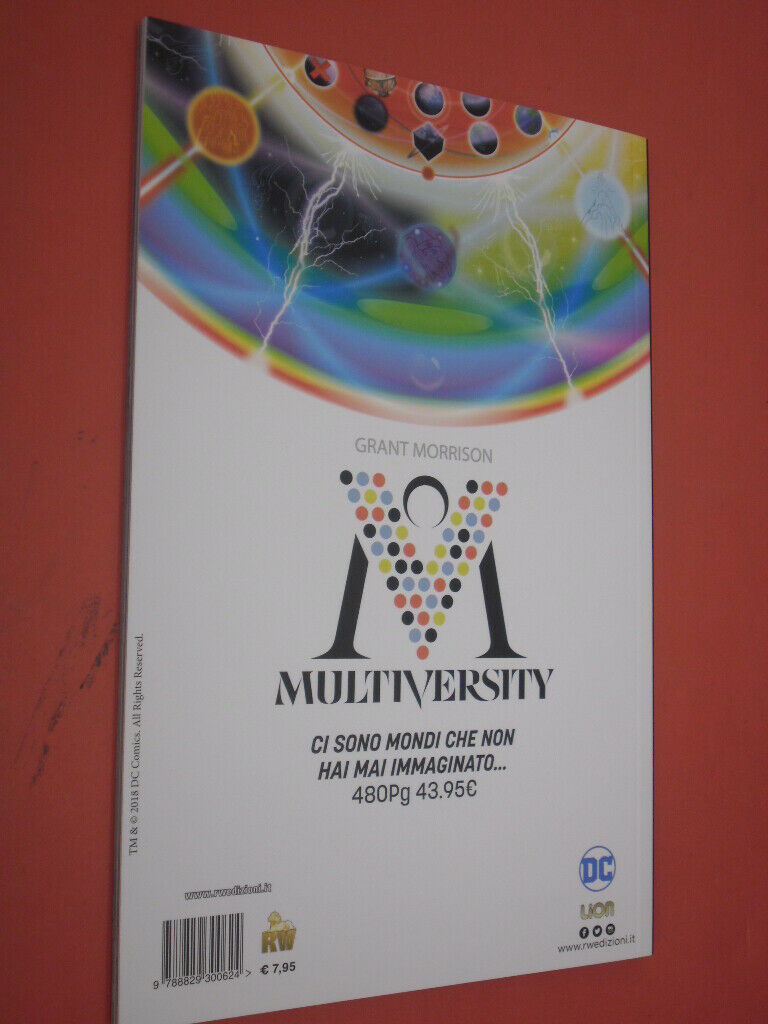 GRANT MORRISON
MULTIVERSITY
CI SONO MONDI CHE NON
HAI MAI IMMAGINATO...
480Pg 43.95€
TM & © 2018 DC Comics. All Rights Reserved.
www.rwedizioni.it
9 788829 300624 >
RW
€ 7,95
DC
LION
www.rwedizioni.it